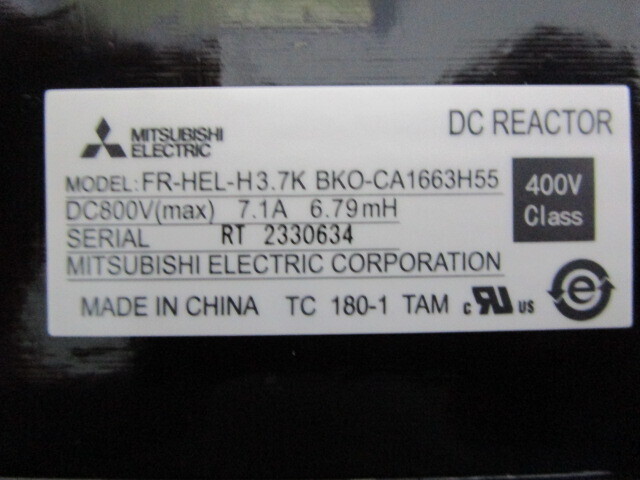 MITSUBISHI
ELECTRIC
DC REACTOR
MODEL:FR-HEL-H3.7K BKO-CA1663H55
DC800V(max) 7.1A 6.79mH
400V
Class
SERIAL RT 2330634
MITSUBISHI ELECTRIC CORPORATION
MADE IN CHINA TC 180-1 TAM c RU US
e